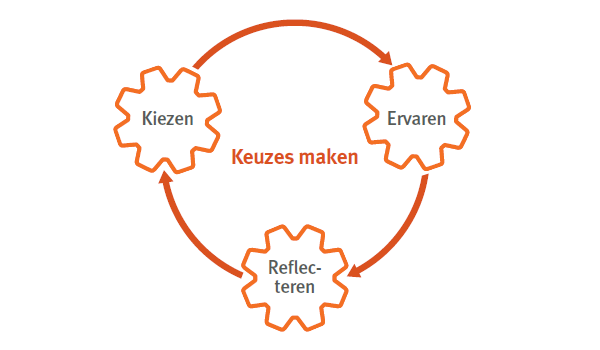 Kiezen
Ervaren
Keuzes maken
Reflec-
teren